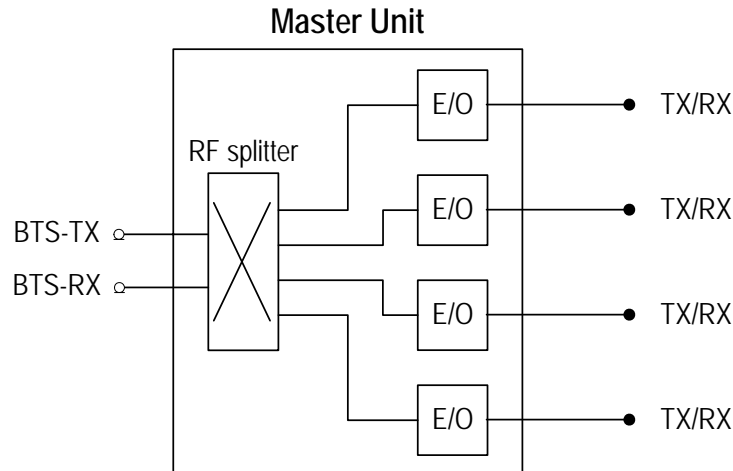 Master Unit
E/O
TX/RX
RF splitter
E/O
TX/RX
BTS-TX
BTS-RX
E/O
TX/RX
E/O
TX/RX